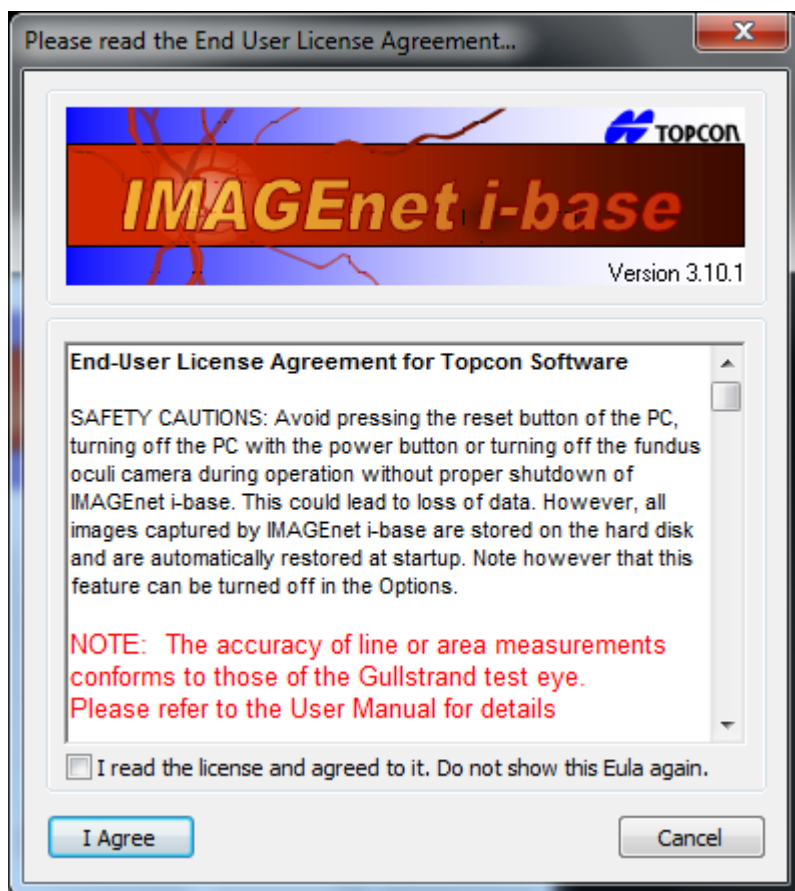 Please read the End User License Agreement...
TOPCON
IMAGEnet i-base
Version 3.10.1
End-User License Agreement for Topcon Software
SAFETY CAUTIONS: Avoid pressing the reset button of the PC,
turning off the PC with the power button or turning off the fundus
oculi camera during operation without proper shutdown of
IMAGEnet i-base. This could lead to loss of data. However, all
images captured by IMAGEnet i-base are stored on the hard disk
and are automatically restored at startup. Note however that this
feature can be turned off in the Options.
NOTE: The accuracy of line or area measurements
conforms to those of the Gullstrand test eye.
Please refer to the User Manual for details
I read the license and agreed to it. Do not show this Eula again.
I Agree
Cancel